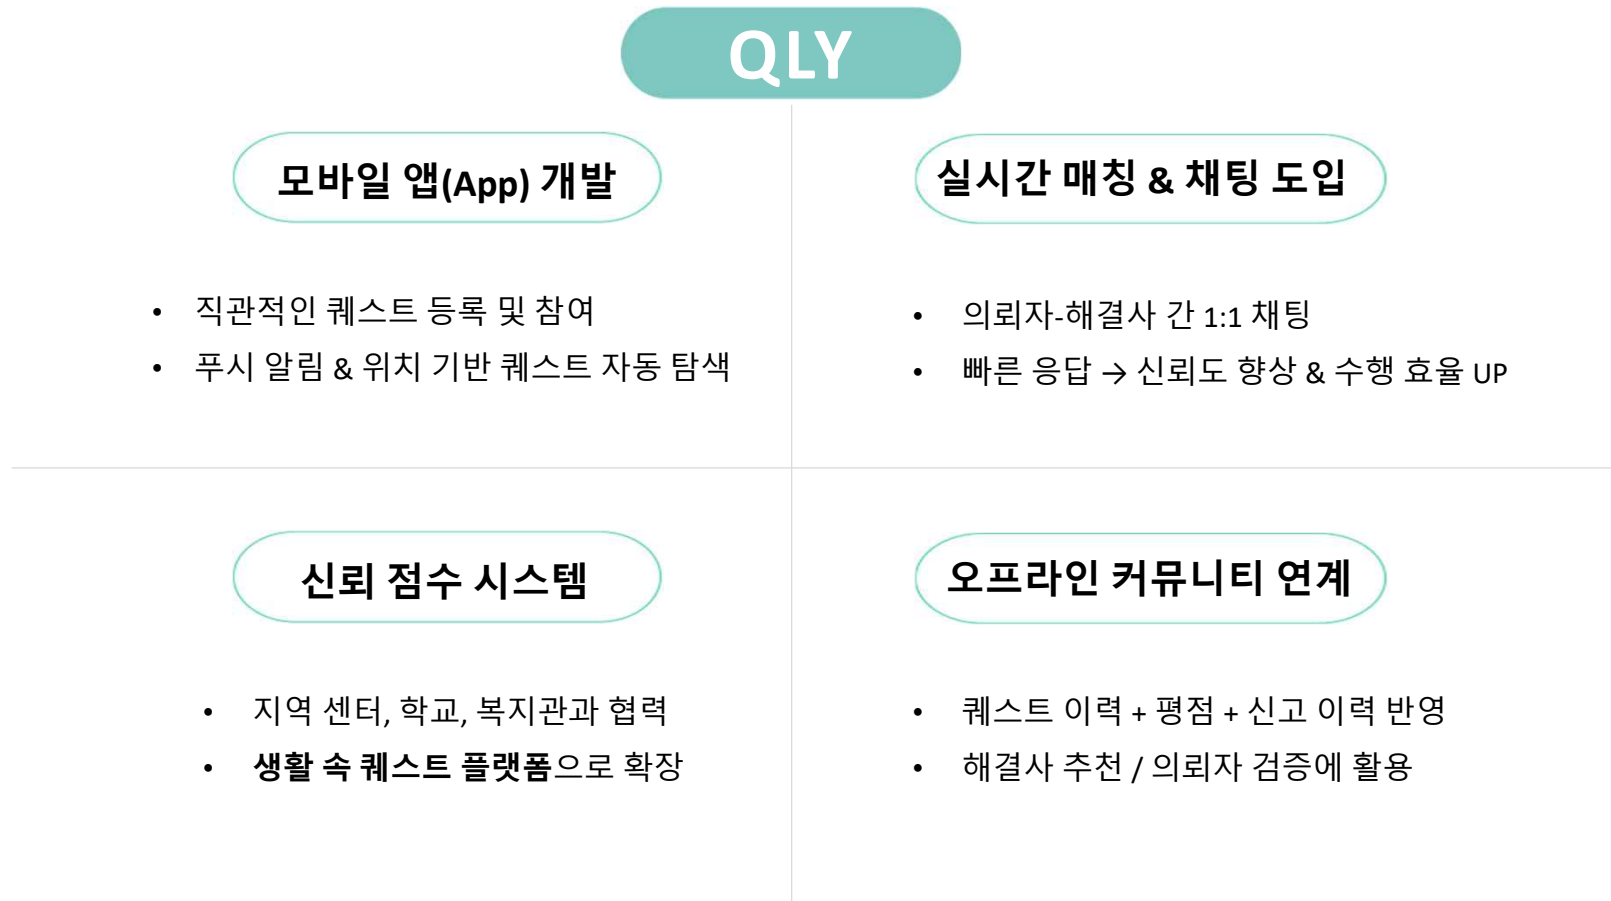 QLY
모바일 앱(App) 개발
• 직관적인 퀘스트 등록 및 참여
• 푸시 알림 & 위치 기반 퀘스트 자동 탐색
실시간 매칭 & 채팅 도입
• 의뢰자-해결사 간 1:1 채팅
• 빠른 응답 → 신뢰도 향상 & 수행 효율 UP
신뢰 점수 시스템
• 지역 센터, 학교, 복지관과 협력
• 생활 속 퀘스트 플랫폼으로 확장
오프라인 커뮤니티 연계
• 퀘스트 이력 + 평점 + 신고 이력 반영
• 해결사 추천 / 의뢰자 검증에 활용